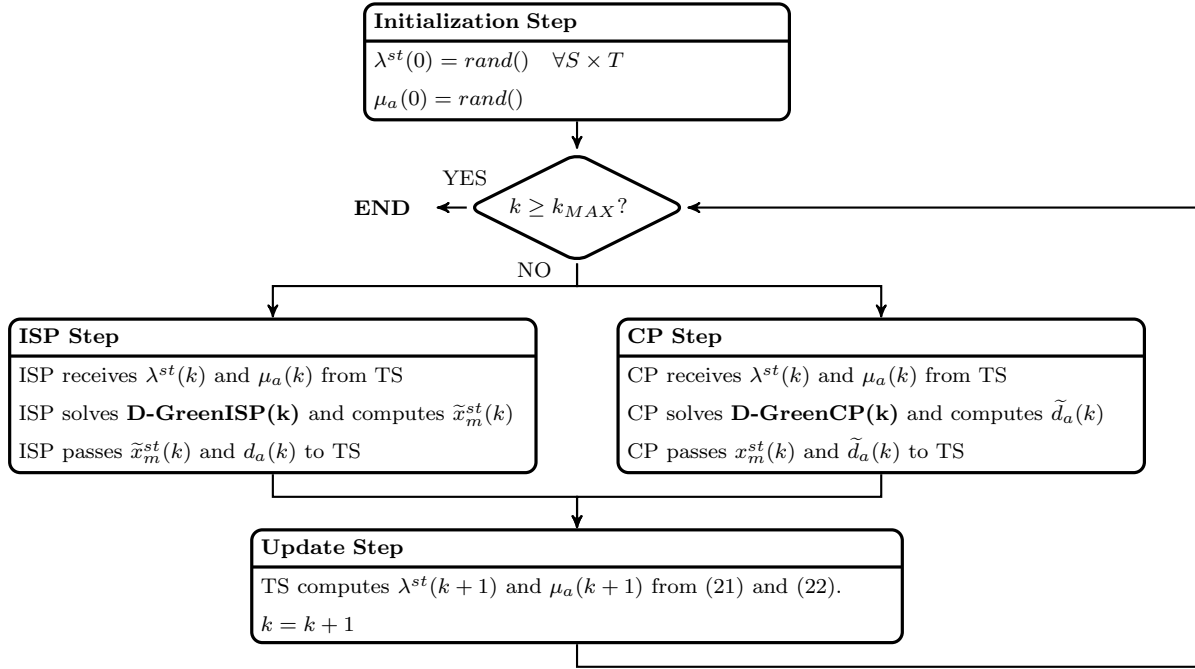 Initialization Step
λ^{st}(0) = rand() ∀S × T
μ_a(0) = rand()
YES
END
k ≥ k_{MAX}?
NO
ISP Step
ISP receives λ^{st}(k) and μ_a(k) from TS
ISP solves D-GreenISP(k) and computes x̃_m^{st}(k)
ISP passes x̃_m^{st}(k) and d_a(k) to TS
CP Step
CP receives λ^{st}(k) and μ_a(k) from TS
CP solves D-GreenCP(k) and computes d̃_a(k)
CP passes x_m^{st}(k) and d̃_a(k) to TS
Update Step
TS computes λ^{st}(k + 1) and μ_a(k + 1) from (21) and (22).
k = k + 1